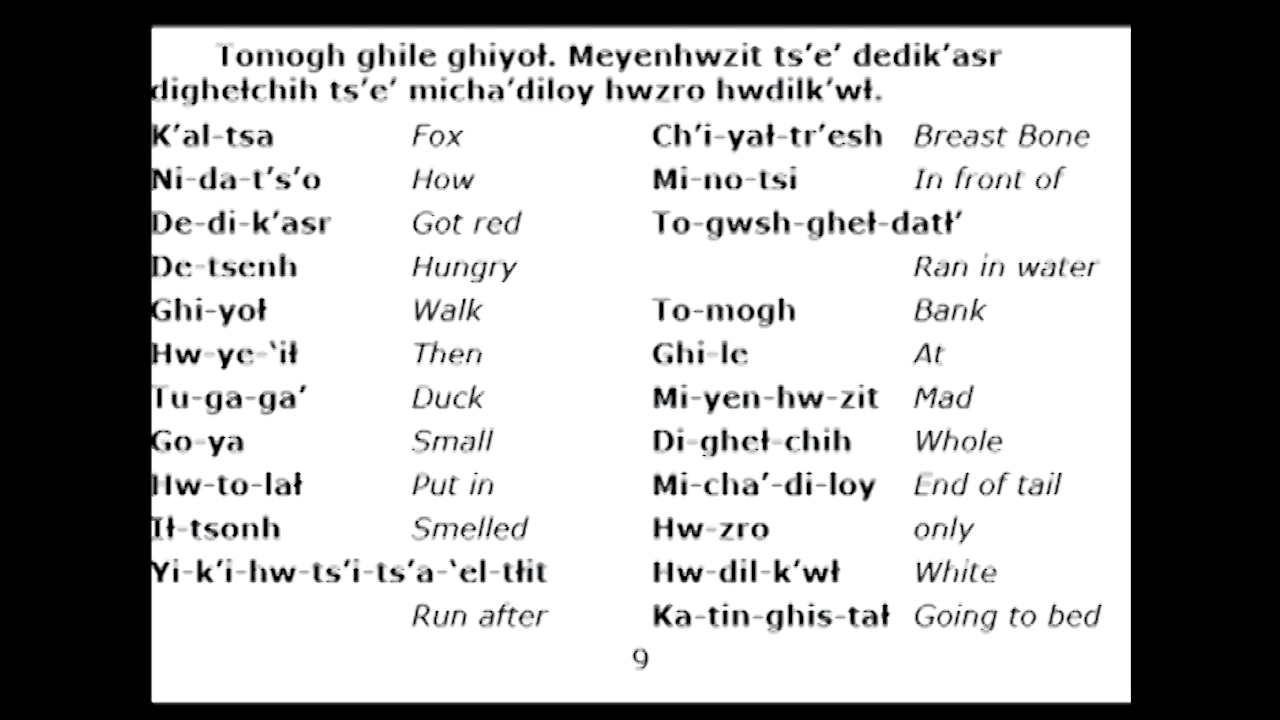 Tomogh ghile ghiyoł. Meyenhwzit ts’e’ dedik’asr
dighełchih ts’e’ micha’diloy hwzro hwdilk’wł.
K’al-tsa Fox Ch’i-yał-tr’esh Breast Bone
Ni-da-t’s’o How Mi-no-tsi In front of
De-di-k’asr Got red To-gwsh-gheł-datł’
De-tsenh Hungry Ran in water
Ghi-yoł Walk To-mogh Bank
Hw-ye-‘ił Then Ghi-le At
Tu-ga-ga’ Duck Mi-yen-hw-zit Mad
Go-ya Small Di-gheł-chih Whole
Hw-to-lał Put in Mi-cha’-di-loy End of tail
Ił-tsonh Smelled Hw-zro only
Yi-k’i-hw-ts’i-ts’a-‘el-tłit Hw-dil-k’wł White
Run after Ka-tin-ghis-tał Going to bed
9